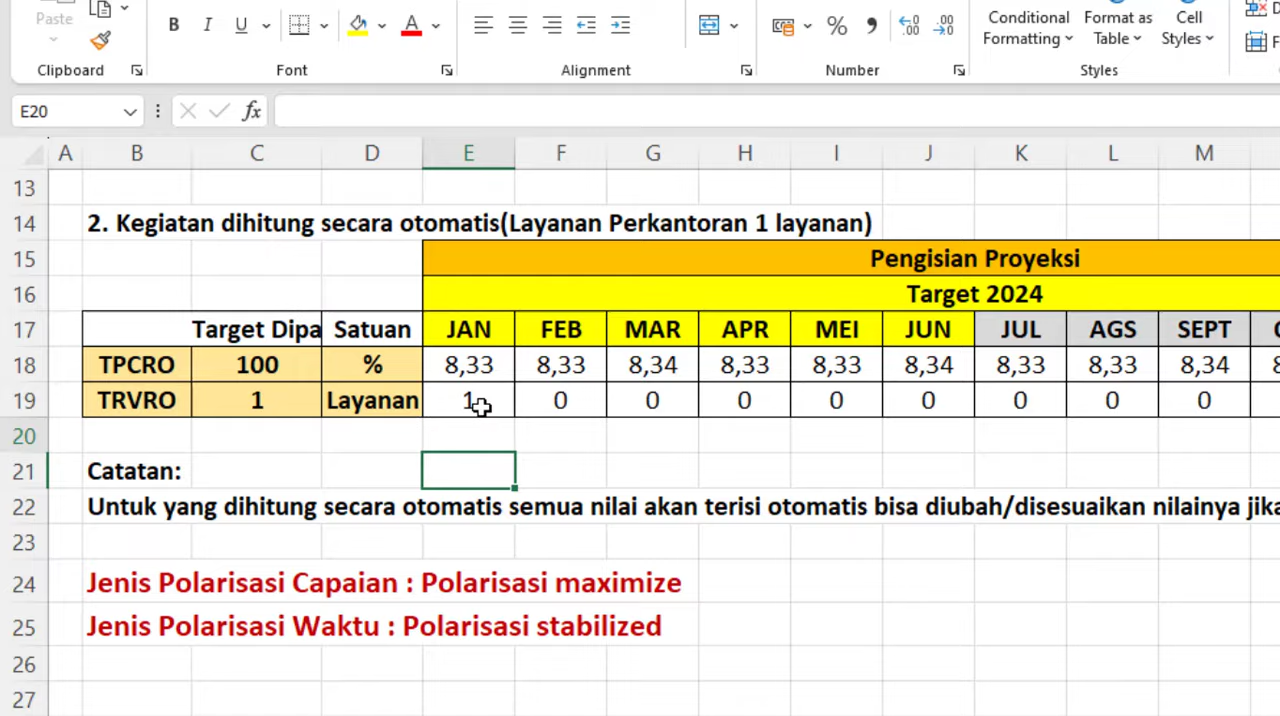 Paste
B I U A
% 9 .00 .00
Conditional Formatting
Format as Table
Cell Styles
Clipboard Font Alignment Number Styles
E20 fx
A B C D E F G H I J K L M
13
14 2. Kegiatan dihitung secara otomatis(Layanan Perkantoran 1 layanan)
15 Pengisian Proyeksi
16 Target 2024
17 Target Dipa Satuan JAN FEB MAR APR MEI JUN JUL AGS SEPT
18 TPCRO 100 % 8,33 8,33 8,34 8,33 8,33 8,34 8,33 8,33 8,34
19 TRVRO 1 Layanan 1 0 0 0 0 0 0 0 0
20
21 Catatan:
22 Untuk yang dihitung secara otomatis semua nilai akan terisi otomatis bisa diubah/disesuaikan nilainya jika
23
24 Jenis Polarisasi Capaian : Polarisasi maximize
25 Jenis Polarisasi Waktu : Polarisasi stabilized
26
27